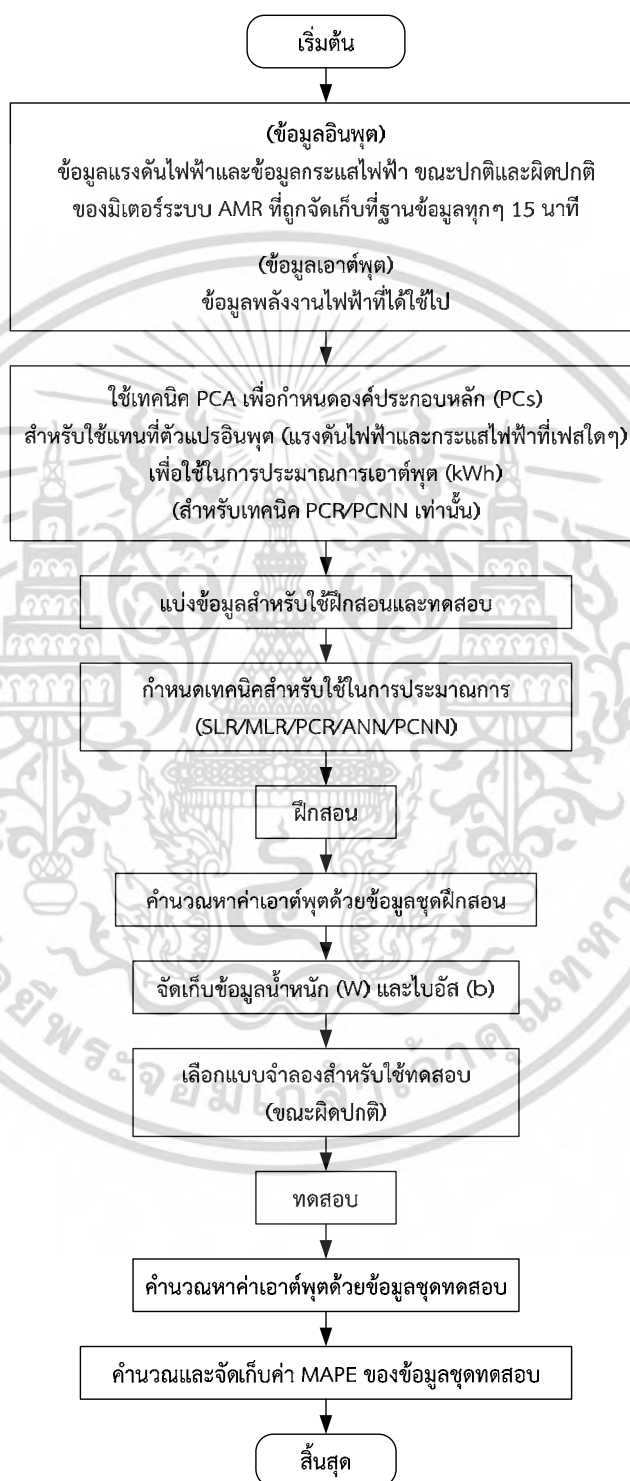 เริ่มต้น
(ข้อมูลอินพุต)
ข้อมูลแรงดันไฟฟ้าและข้อมูลกระแสไฟฟ้า ขณะปกติและผิดปกติ
ของมิเตอร์ระบบ AMR ที่ถูกจัดเก็บที่ฐานข้อมูลทุกๆ 15 นาที
(ข้อมูลเอาต์พุต)
ข้อมูลพลังงานไฟฟ้าที่ได้ใช้ไป
ใช้เทคนิค PCA เพื่อกำหนดองค์ประกอบหลัก (PCs)
สำหรับใช้แทนที่ตัวแปรอินพุต (แรงดันไฟฟ้าและกระแสไฟฟ้าที่เฟสใดๆ)
เพื่อใช้ในการประมาณการเอาต์พุต (kWh)
(สำหรับเทคนิค PCR/PCNN เท่านั้น)
แบ่งข้อมูลสำหรับใช้ฝึกสอนและทดสอบ
กำหนดเทคนิคสำหรับใช้ในการประมาณการ
(SLR/MLR/PCR/ANN/PCNN)
ฝึกสอน
คำนวณหาค่าเอาต์พุตด้วยข้อมูลชุดฝึกสอน
จัดเก็บข้อมูลน้ำหนัก (W) และไบอัส (b)
เลือกแบบจำลองสำหรับใช้ทดสอบ
(ขณะผิดปกติ)
ทดสอบ
คำนวณหาค่าเอาต์พุตด้วยข้อมูลชุดทดสอบ
คำนวณและจัดเก็บค่า MAPE ของข้อมูลชุดทดสอบ
สิ้นสุด